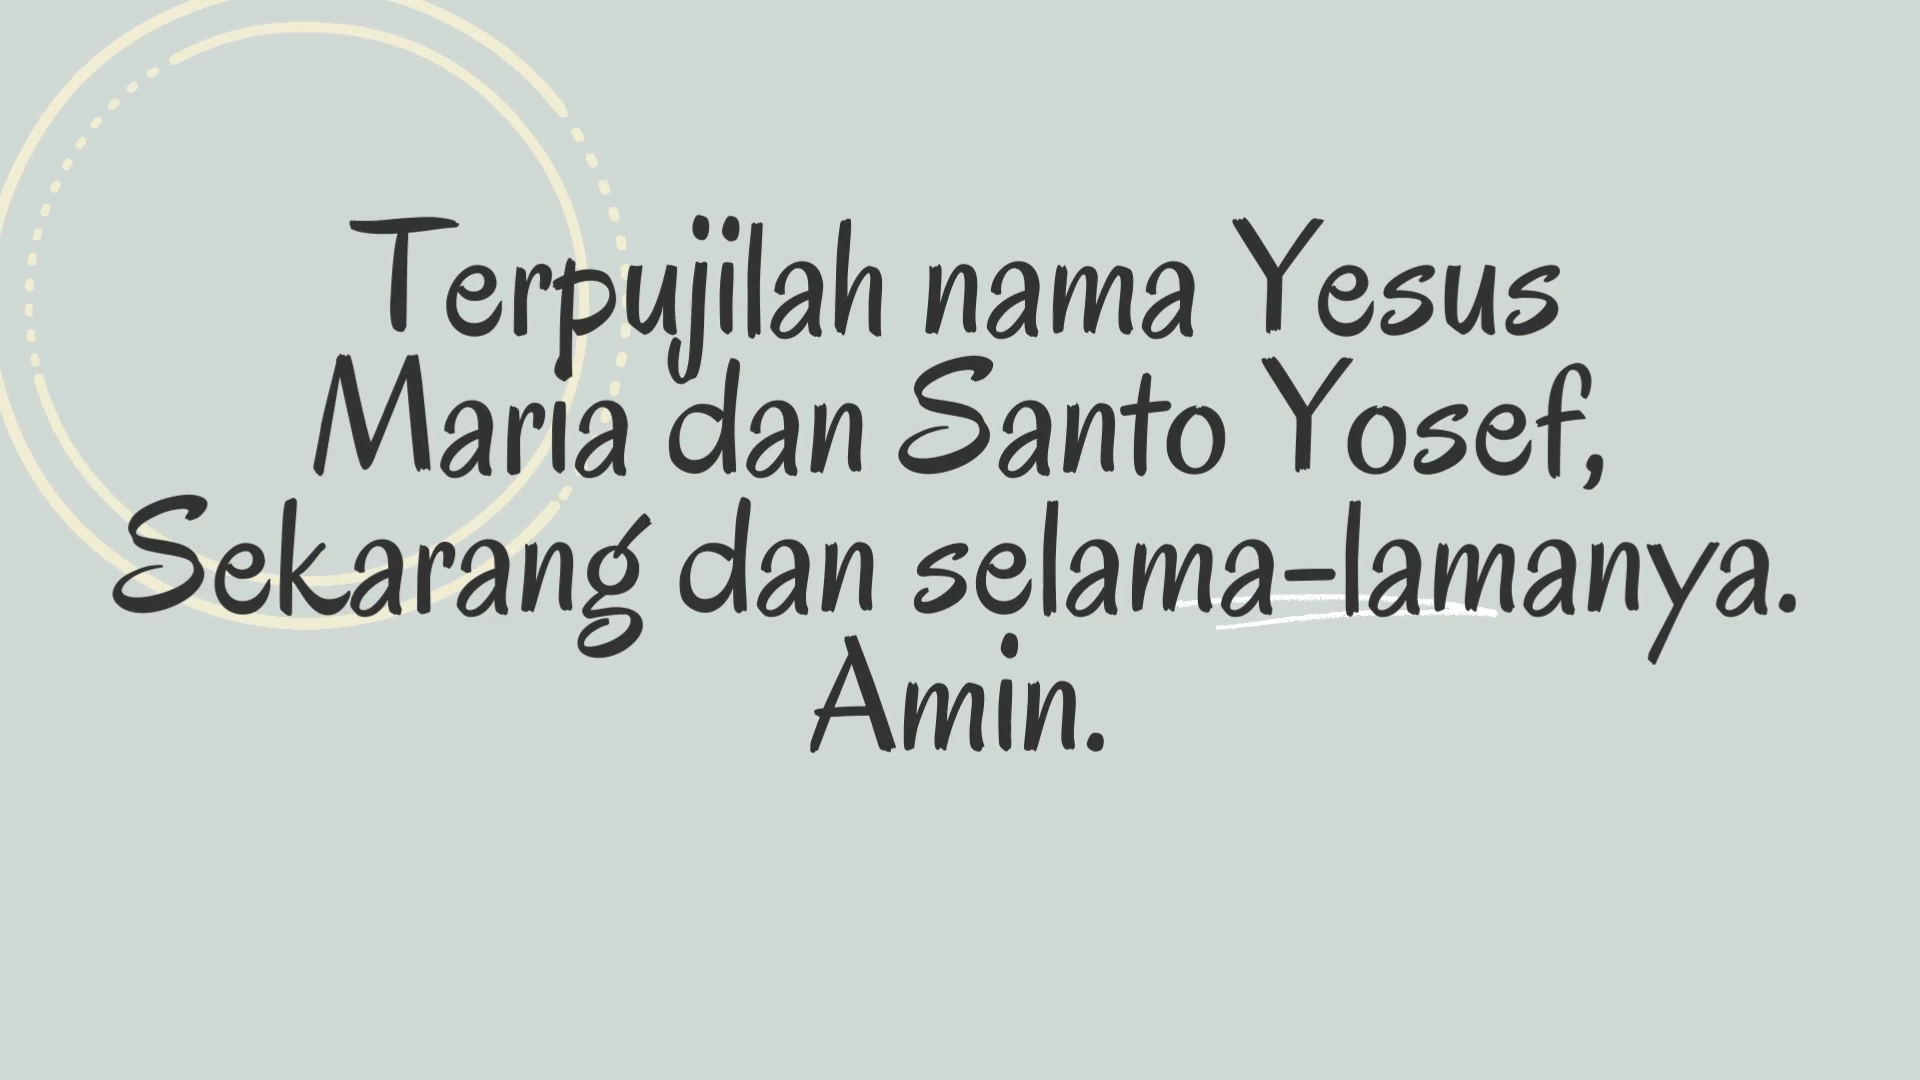 Terpujilah nama Yesus
Maria dan Santo Yosef,
Sekarang dan selama-lamanya.
Amin.